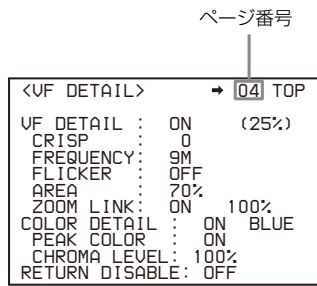 ページ番号
<VF DETAIL> ➡ 04 TOP
VF DETAIL : ON (25%)
CRISP : 0
FREQUENCY: 9M
FLICKER : OFF
AREA : 70%
ZOOM LINK: ON 100%
COLOR DETAIL : ON BLUE
PEAK COLOR : ON
CHROMA LEVEL: 100%
RETURN DISABLE: OFF